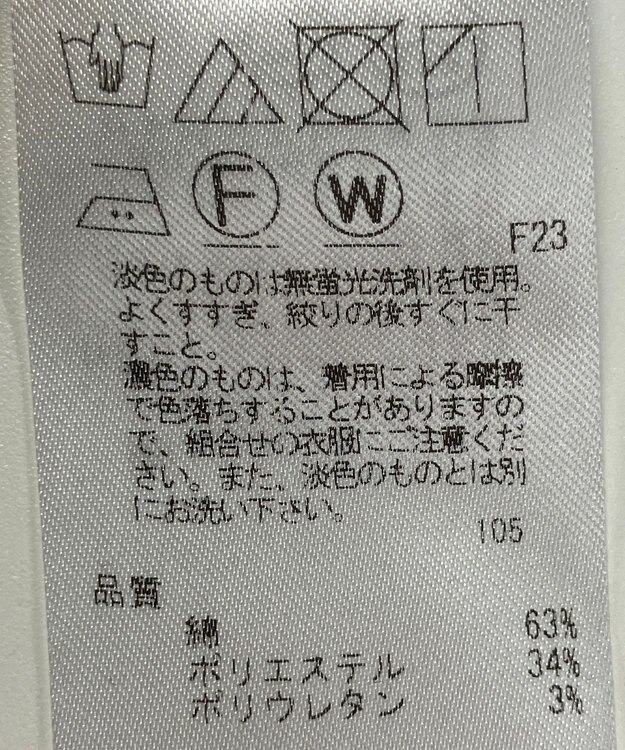 F W
F23
淡色のものは無蛍光洗剤を使用。
よくすすぎ、絞りの後すぐに干
すこと。
濃色のものは、着用による摩擦
で色落ちすることがありますの
で、組合せの衣服にご注意くだ
さい。また、淡色のものとは別
にお洗い下さい。
105
品質
綿 63%
ポリエステル 34%
ポリウレタン 3%